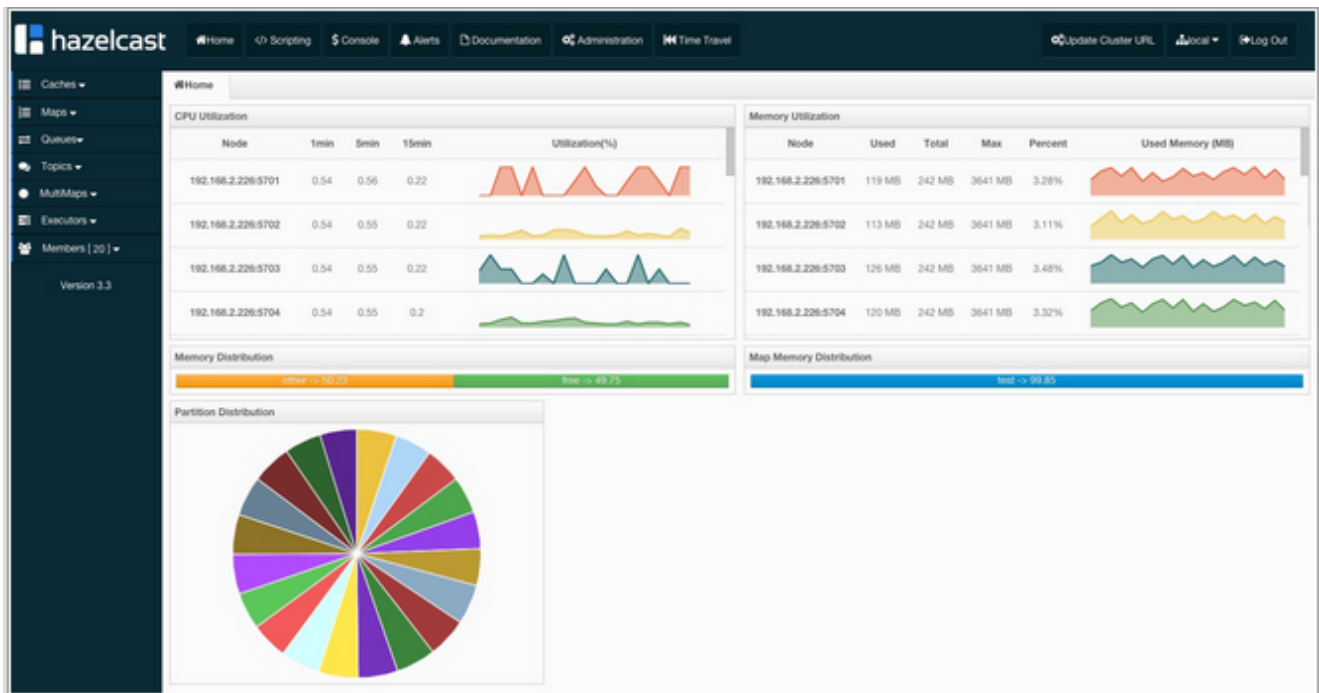 hazelcast
Home </> Scripting $ Console Alerts Documentation Administration Time Travel Update Cluster URL local Log Out
Caches
Maps
Queues
Topics
MultiMaps
Executors
Members [ 20 ]
Version 3.3
Home
CPU Utilization
Node 1min 5min 15min Utilization(%)
192.168.2.226:5701 0.54 0.56 0.22
192.168.2.226:5702 0.54 0.55 0.22
192.168.2.226:5703 0.54 0.55 0.22
192.168.2.226:5704 0.54 0.55 0.2
Memory Utilization
Node Used Total Max Percent Used Memory (MB)
192.168.2.226:5701 119 MB 242 MB 3641 MB 3.28%
192.168.2.226:5702 113 MB 242 MB 3641 MB 3.11%
192.168.2.226:5703 126 MB 242 MB 3641 MB 3.48%
192.168.2.226:5704 120 MB 242 MB 3641 MB 3.32%
Memory Distribution
other -> 50.23 free -> 49.75
Map Memory Distribution
test -> 99.85
Partition Distribution